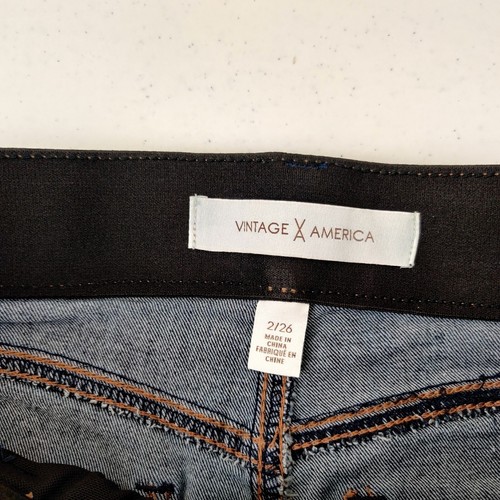 VINTAGE AMERICA
2/26
MADE IN
CHINA
FABRIQUÉ EN
CHINE